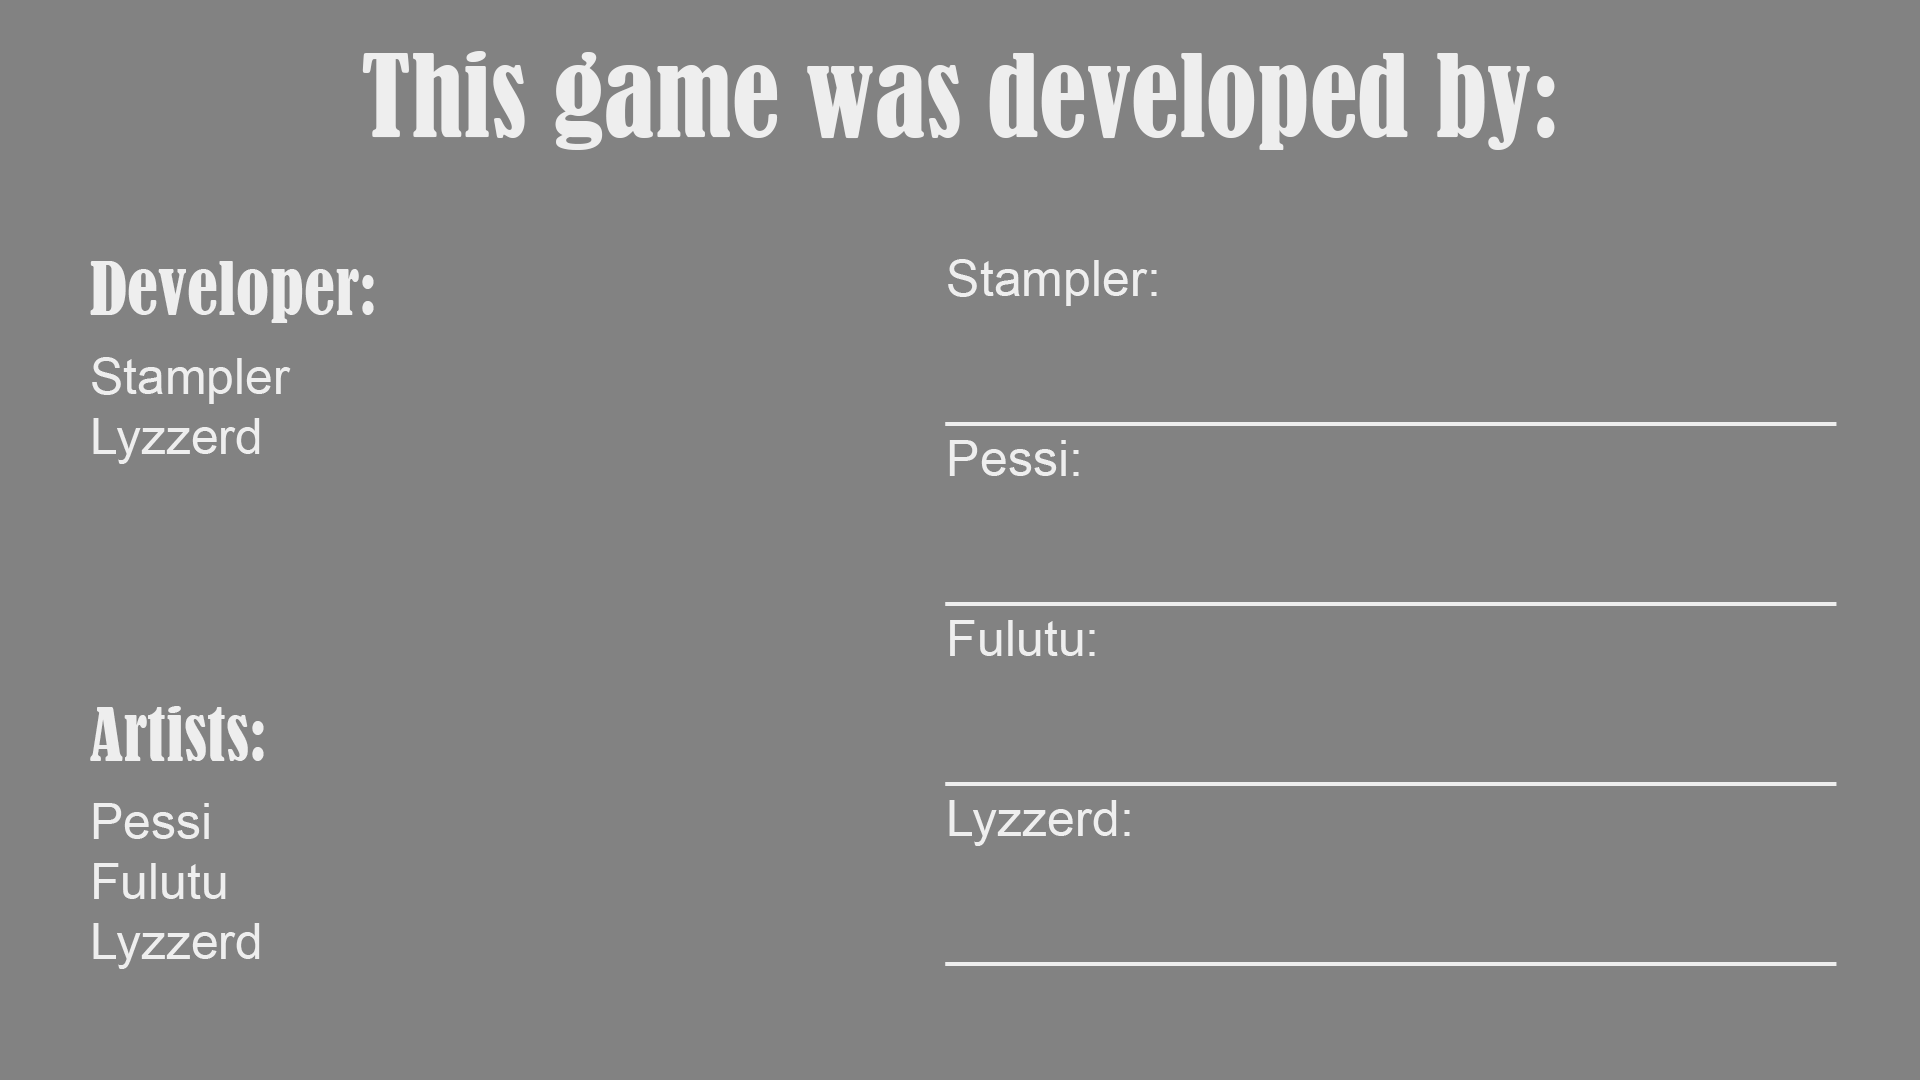 This game was developed by:
Developer:
Stampler
Lyzzerd
Artists:
Pessi
Fulutu
Lyzzerd
Stampler:
Pessi:
Fulutu:
Lyzzerd: